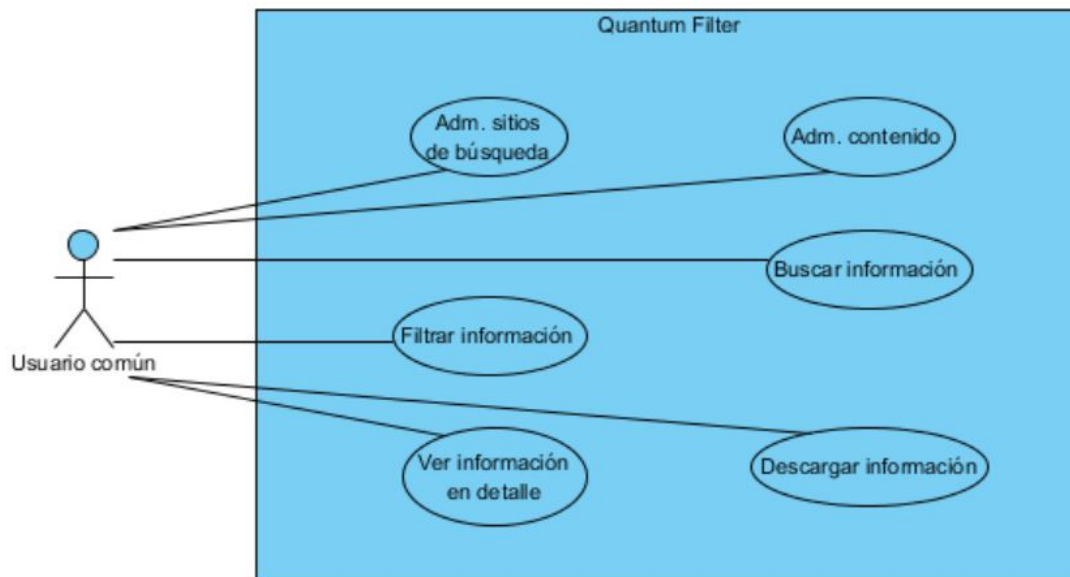 Quantum Filter
Adm. sitios
de búsqueda
Adm. contenido
Buscar información
Filtrar información
Usuario común
Ver información
en detalle
Descargar información